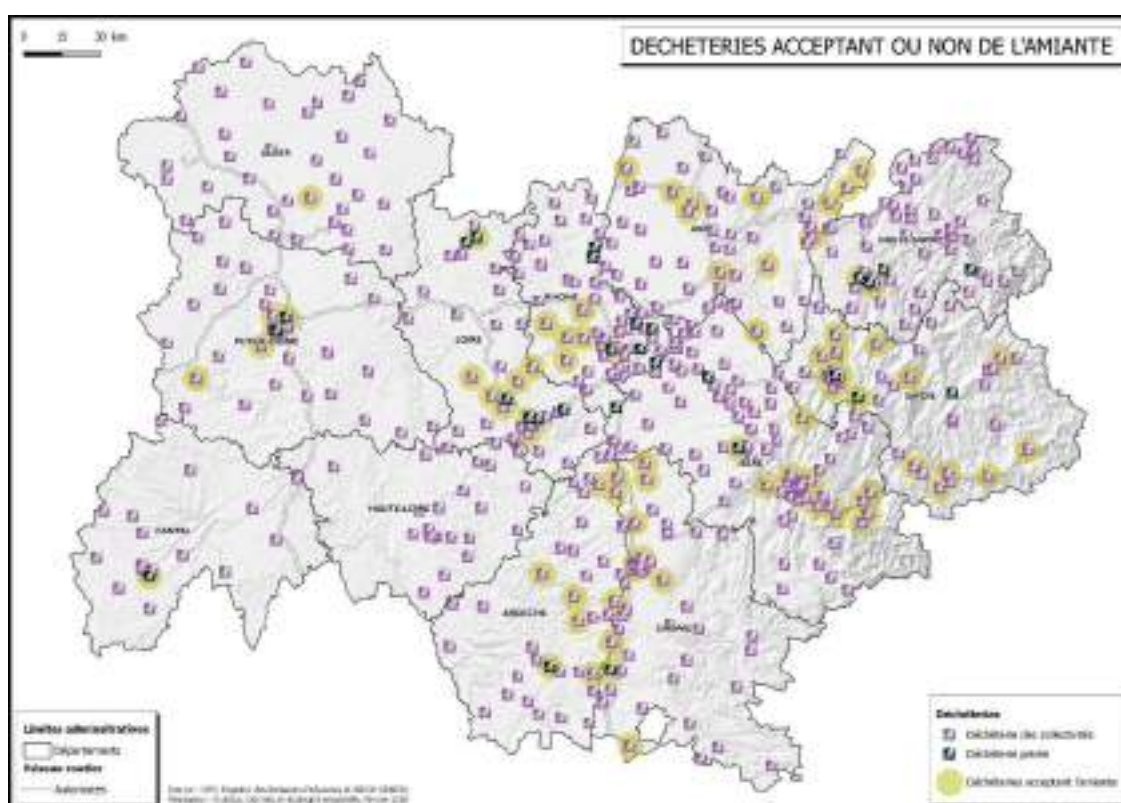 0 15 30 km
DECHETERIES ACCEPTANT OU NON DE L'AMIANTE
ALLIER
AIN
HAUTE-SAVOIE
RHONE
LOIRE
PUY-DE-DOME
SAVOIE
ISERE
HAUTE-LOIRE
CANTAL
ARDECHE
DROME
Limites administratives
Départements
Réseau routier
Autoroutes
Déchèteries
Déchèterie des collectivités
Déchèterie privée
Déchèteries acceptant l'amiante